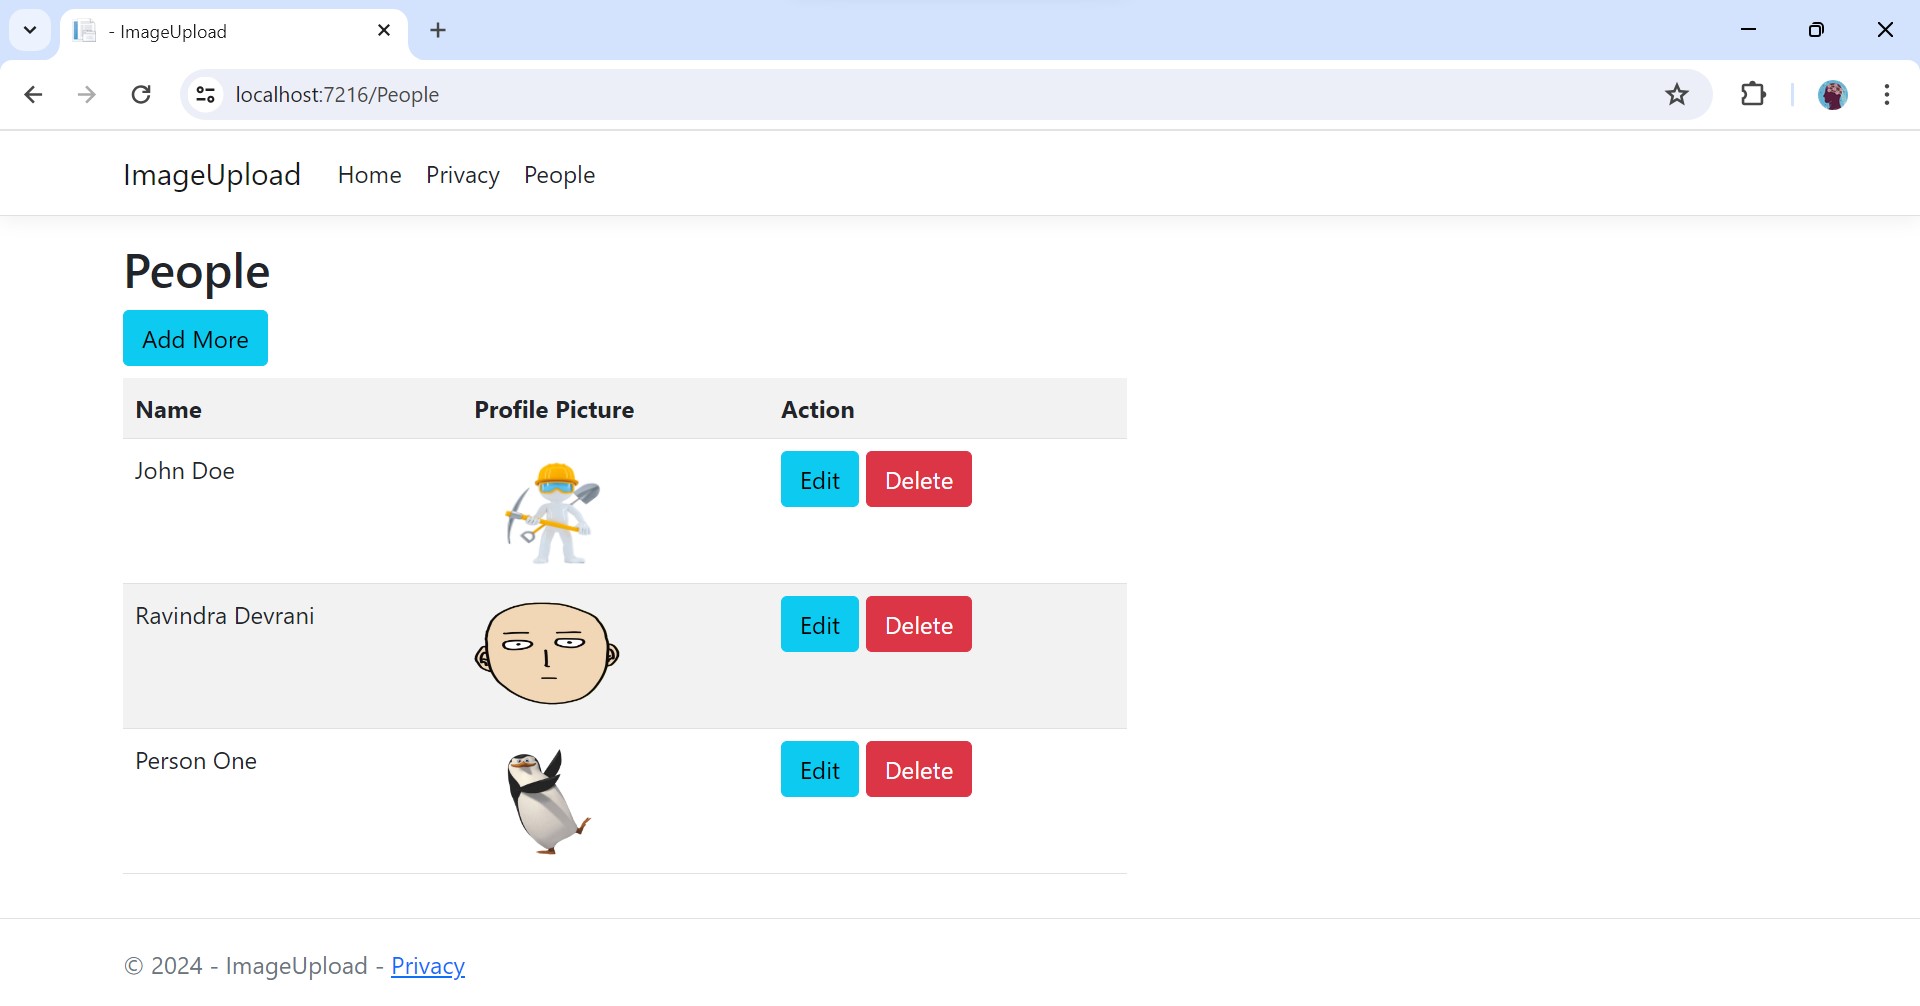 - ImageUpload
localhost:7216/People
ImageUpload Home Privacy People
People
Add More
Name Profile Picture Action
John Doe Edit Delete
Ravindra Devrani Edit Delete
Person One Edit Delete
© 2024 - ImageUpload - Privacy